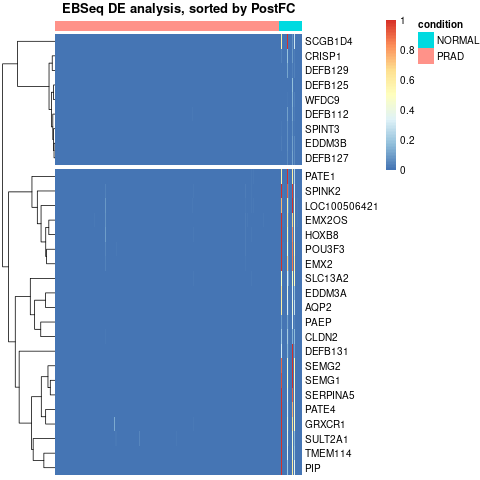 EBSeq DE analysis, sorted by PostFC
SCGB1D4
CRISP1
DEFB129
DEFB125
WFDC9
DEFB112
SPINT3
EDDM3B
DEFB127
PATE1
SPINK2
LOC100506421
EMX2OS
HOXB8
POU3F3
EMX2
SLC13A2
EDDM3A
AQP2
PAEP
CLDN2
DEFB131
SEMG2
SEMG1
SERPINA5
PATE4
GRXCR1
SULT2A1
TMEM114
PIP
1
0.8
0.6
0.4
0.2
0
condition
NORMAL
PRAD